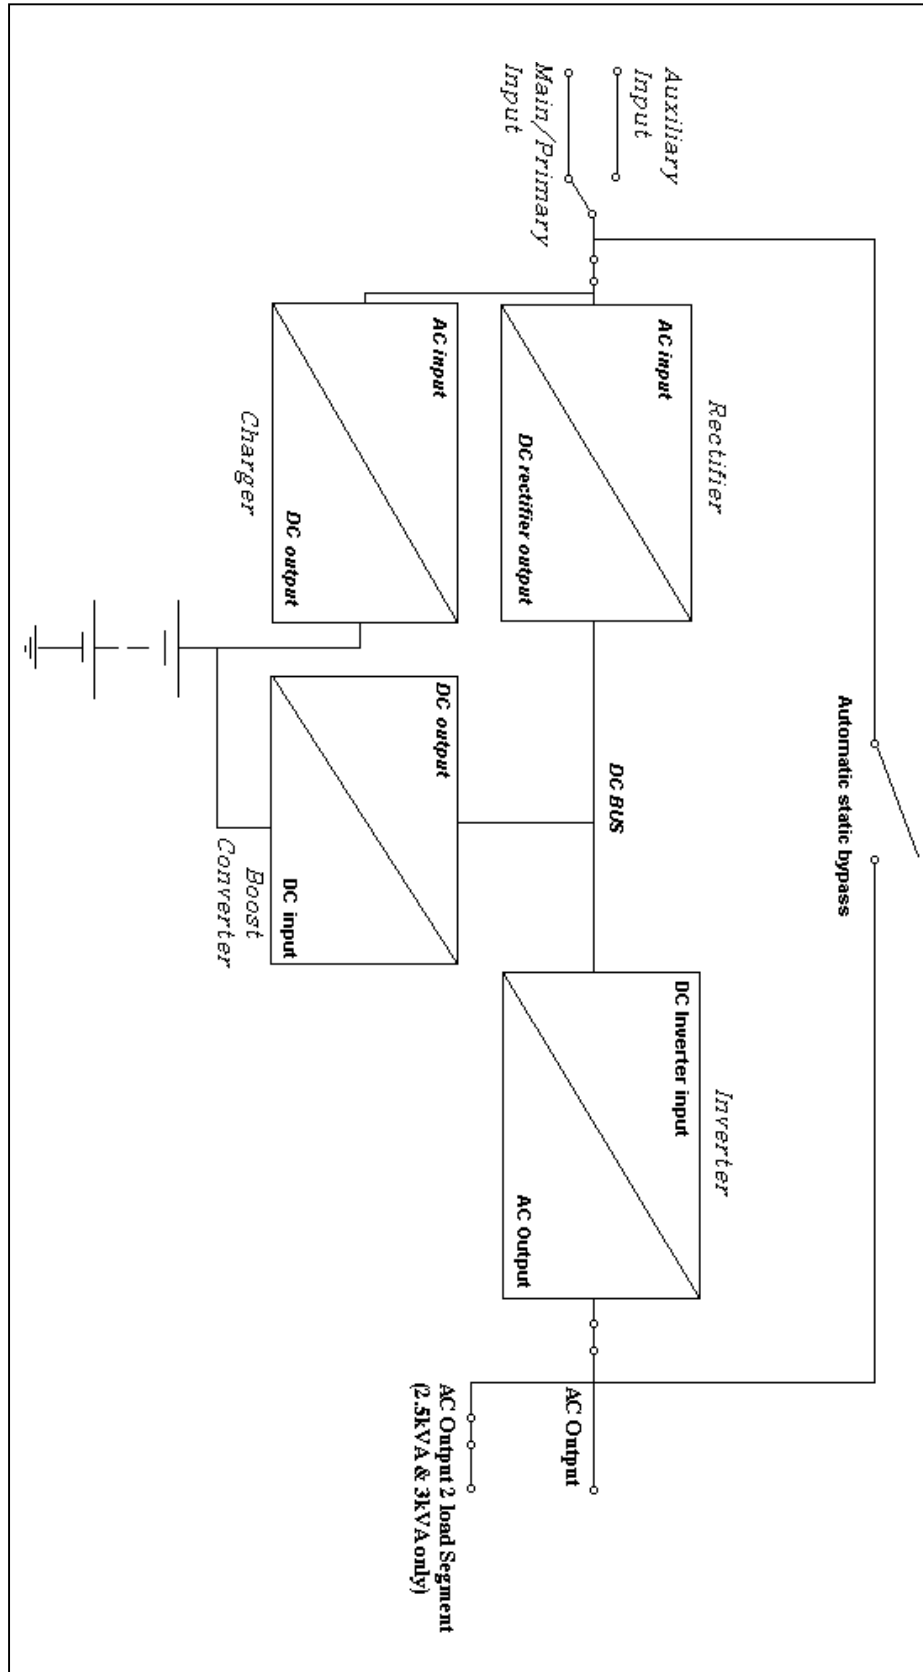 Auxiliary
Input
Main/Primary
Input
AC input
DC rectifier output
Rectifier
AC input
DC output
Charger
DC output
DC input
Boost
Converter
DC BUS
Automatic static bypass
DC Inverter input
AC Output
Inverter
AC Output
AC Output 2 load Segment
(2.5kVA & 3kVA only)